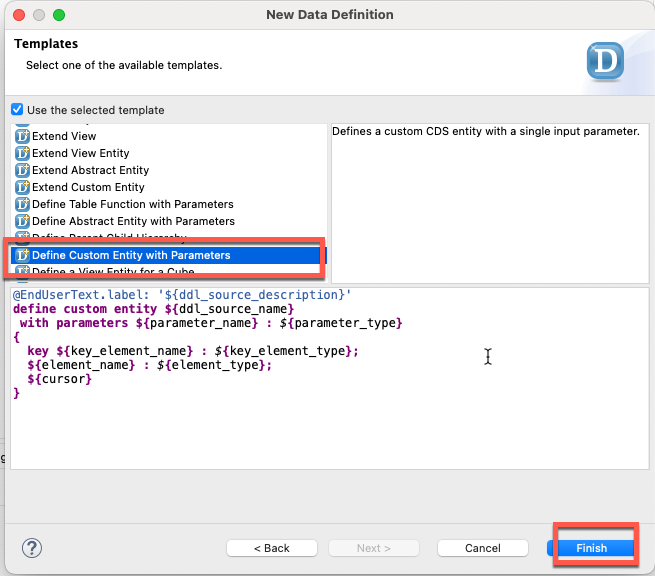 New Data Definition
Templates
Select one of the available templates.
D
Use the selected template
Extend View
Extend View Entity
Extend Abstract Entity
Extend Custom Entity
Define Table Function with Parameters
Define Abstract Entity with Parameters
Define Parent Child Hierarchy
Define Custom Entity with Parameters
Define a View Entity for a Cube
Defines a custom CDS entity with a single input parameter.
@EndUserText.label: '${ddl_source_description}'
define custom entity ${ddl_source_name}
with parameters ${parameter_name} : ${parameter_type}
{
key ${key_element_name} : ${key_element_type};
${element_name} : ${element_type};
${cursor}
}
?
< Back
Next >
Cancel
Finish